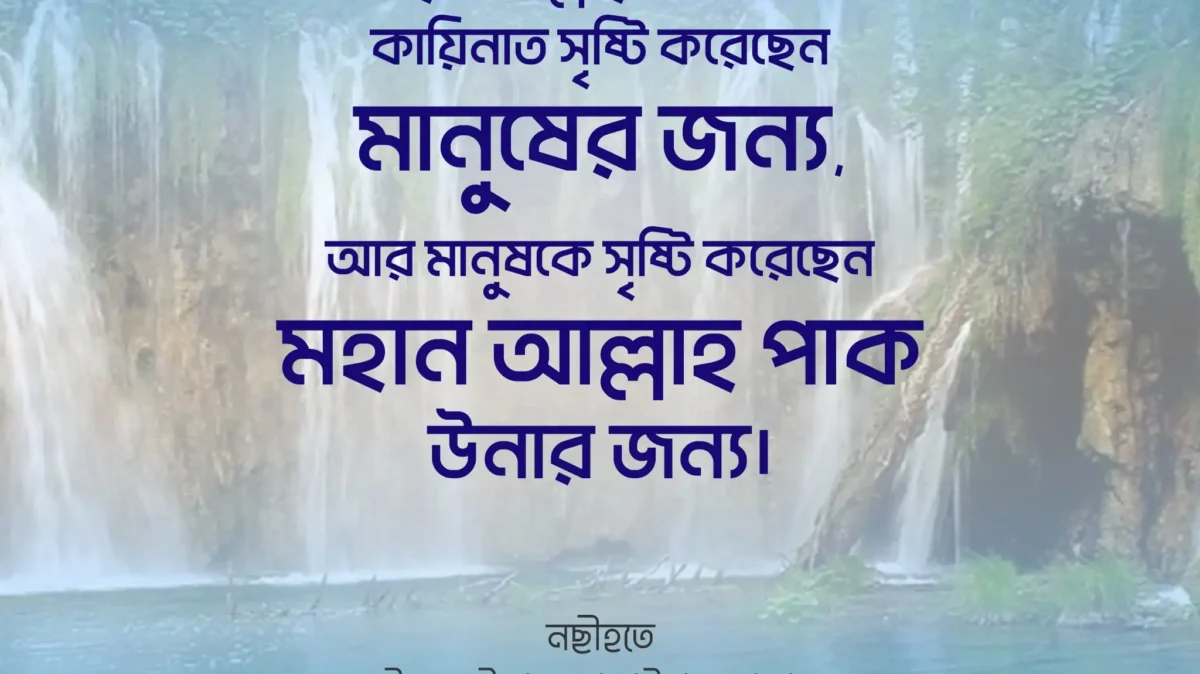 কায়িনাত সৃষ্টি করেছেন
মানুষের জন্য,
আর মানুষকে সৃষ্টি করেছেন
মহান আল্লাহ পাক
উনার জন্য।
নছীহতে